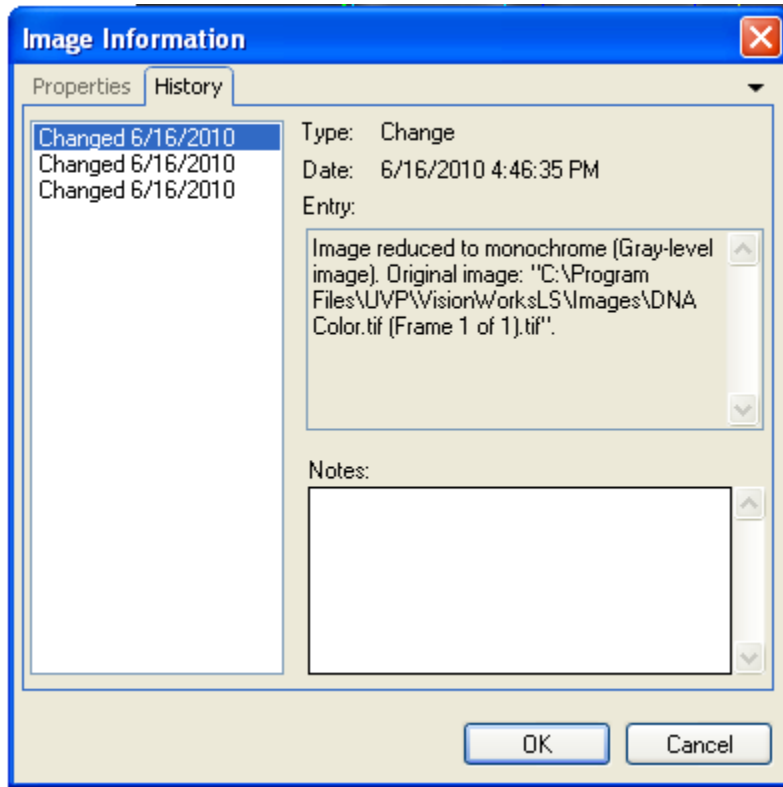 Image Information
Properties
History
Changed 6/16/2010
Changed 6/16/2010
Changed 6/16/2010
Type: Change
Date: 6/16/2010 4:46:35 PM
Entry:
Image reduced to monochrome (Gray-level
image). Original image: "C:\Program
Files\UVP\VisionWorksLS\Images\DNA
Color.tif (Frame 1 of 1).tif".
Notes:
OK
Cancel